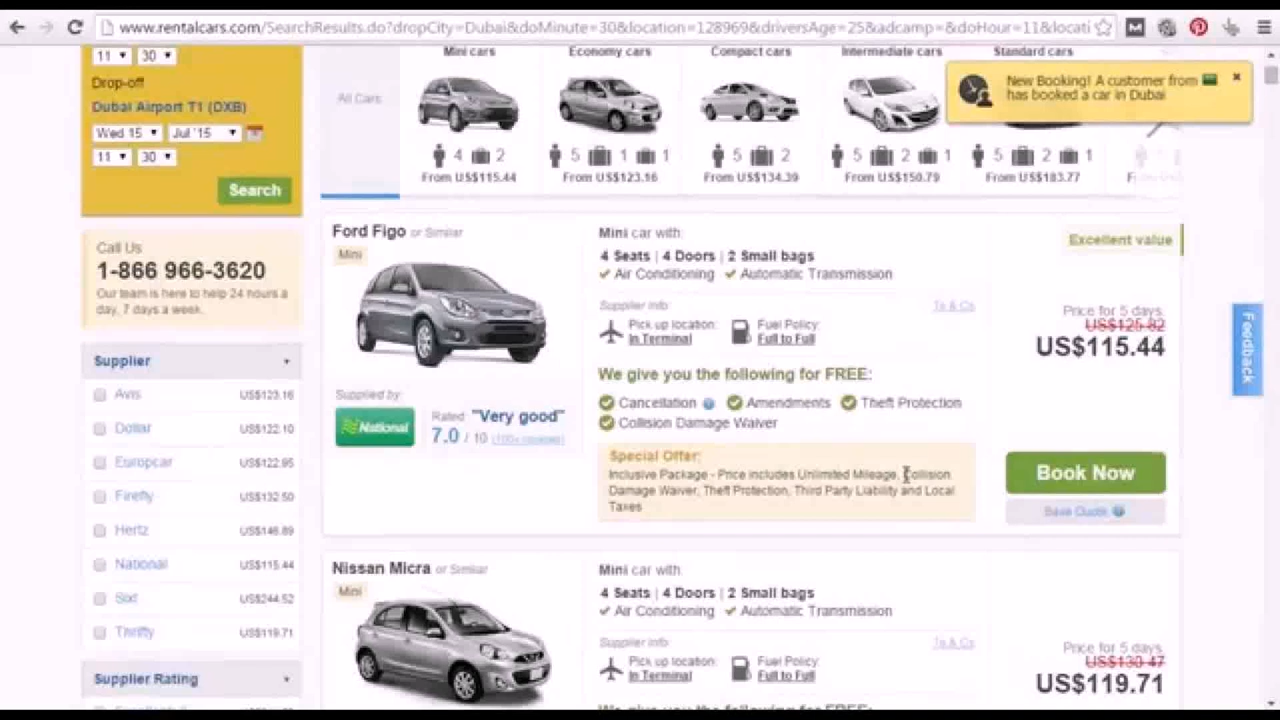 www.rentalcars.com/SearchResults.do?dropCity=Dubai&doMinute=30&location=128969&driversAge=25&adcamp=&doHour=11&locati
11 30
Drop-off
Dubai Airport T1 (DXB)
Wed 15 Jul '15
11 30
Search
All Cars
Mini cars
4 2
From US$115.44
Economy cars
5 1 1
From US$123.16
Compact cars
5 2
From US$134.39
Intermediate cars
5 2 1
From US$150.79
Standard cars
5 2 1
From US$183.77
New Booking! A customer from
has booked a car in Dubai
Call Us
1-866 966-3620
Our team is here to help 24 hours a
day, 7 days a week.
Supplier
Avis US$123.16
Dollar US$122.10
Europcar US$122.95
Firefly US$132.50
Hertz US$146.89
National US$115.44
Sixt US$244.52
Thrifty US$119.71
Supplier Rating
Ford Figo or Similar
Mini
Supplied by:
National
Rated "Very good"
7.0 / 10
Mini car with:
4 Seats | 4 Doors | 2 Small bags
Air Conditioning Automatic Transmission
Supplier info: Ts & Cs
Pick up location: Fuel Policy:
In Terminal Full to Full
We give you the following for FREE:
Cancellation Amendments Theft Protection
Collision Damage Waiver
Special Offer:
Inclusive Package - Price includes Unlimited Mileage, Collision
Damage Waiver, Theft Protection, Third Party Liability and Local
Taxes
Excellent value
Price for 5 days:
US$125.82
US$115.44
Book Now
Save Quote
Feedback
Nissan Micra or Similar
Mini
Mini car with:
4 Seats | 4 Doors | 2 Small bags
Air Conditioning Automatic Transmission
Supplier info: Ts & Cs
Pick up location: Fuel Policy:
In Terminal Full to Full
We give you the following for FREE:
Price for 5 days:
US$130.47
US$119.71